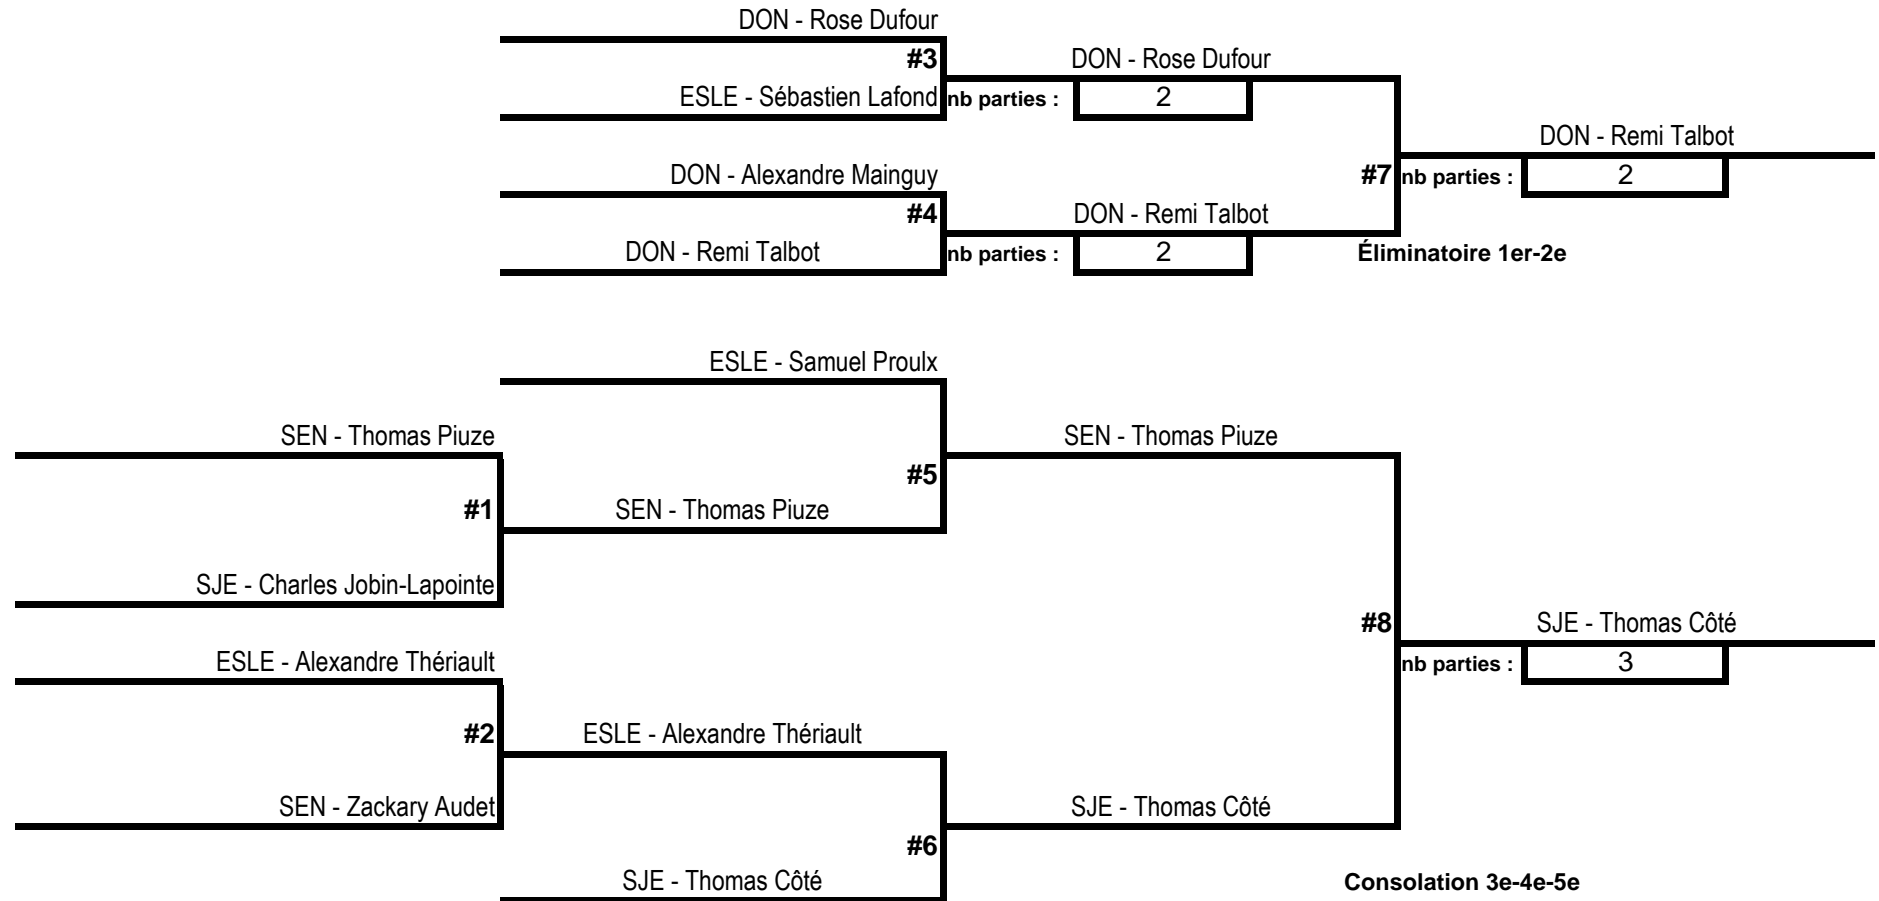 DON - Rose Dufour
#3
DON - Rose Dufour
ESLE - Sébastien Lafond
nb parties :
2
DON - Remi Talbot
DON - Alexandre Mainguy
#7
nb parties :
2
#4
DON - Remi Talbot
DON - Remi Talbot
nb parties :
2
Éliminatoire 1er-2e
ESLE - Samuel Proulx
SEN - Thomas Piuze
SEN - Thomas Piuze
#5
#1
SEN - Thomas Piuze
SJE - Charles Jobin-Lapointe
#8
SJE - Thomas Côté
ESLE - Alexandre Thériault
nb parties :
3
#2
ESLE - Alexandre Thériault
SEN - Zackary Audet
SJE - Thomas Côté
#6
SJE - Thomas Côté
Consolation 3e-4e-5e